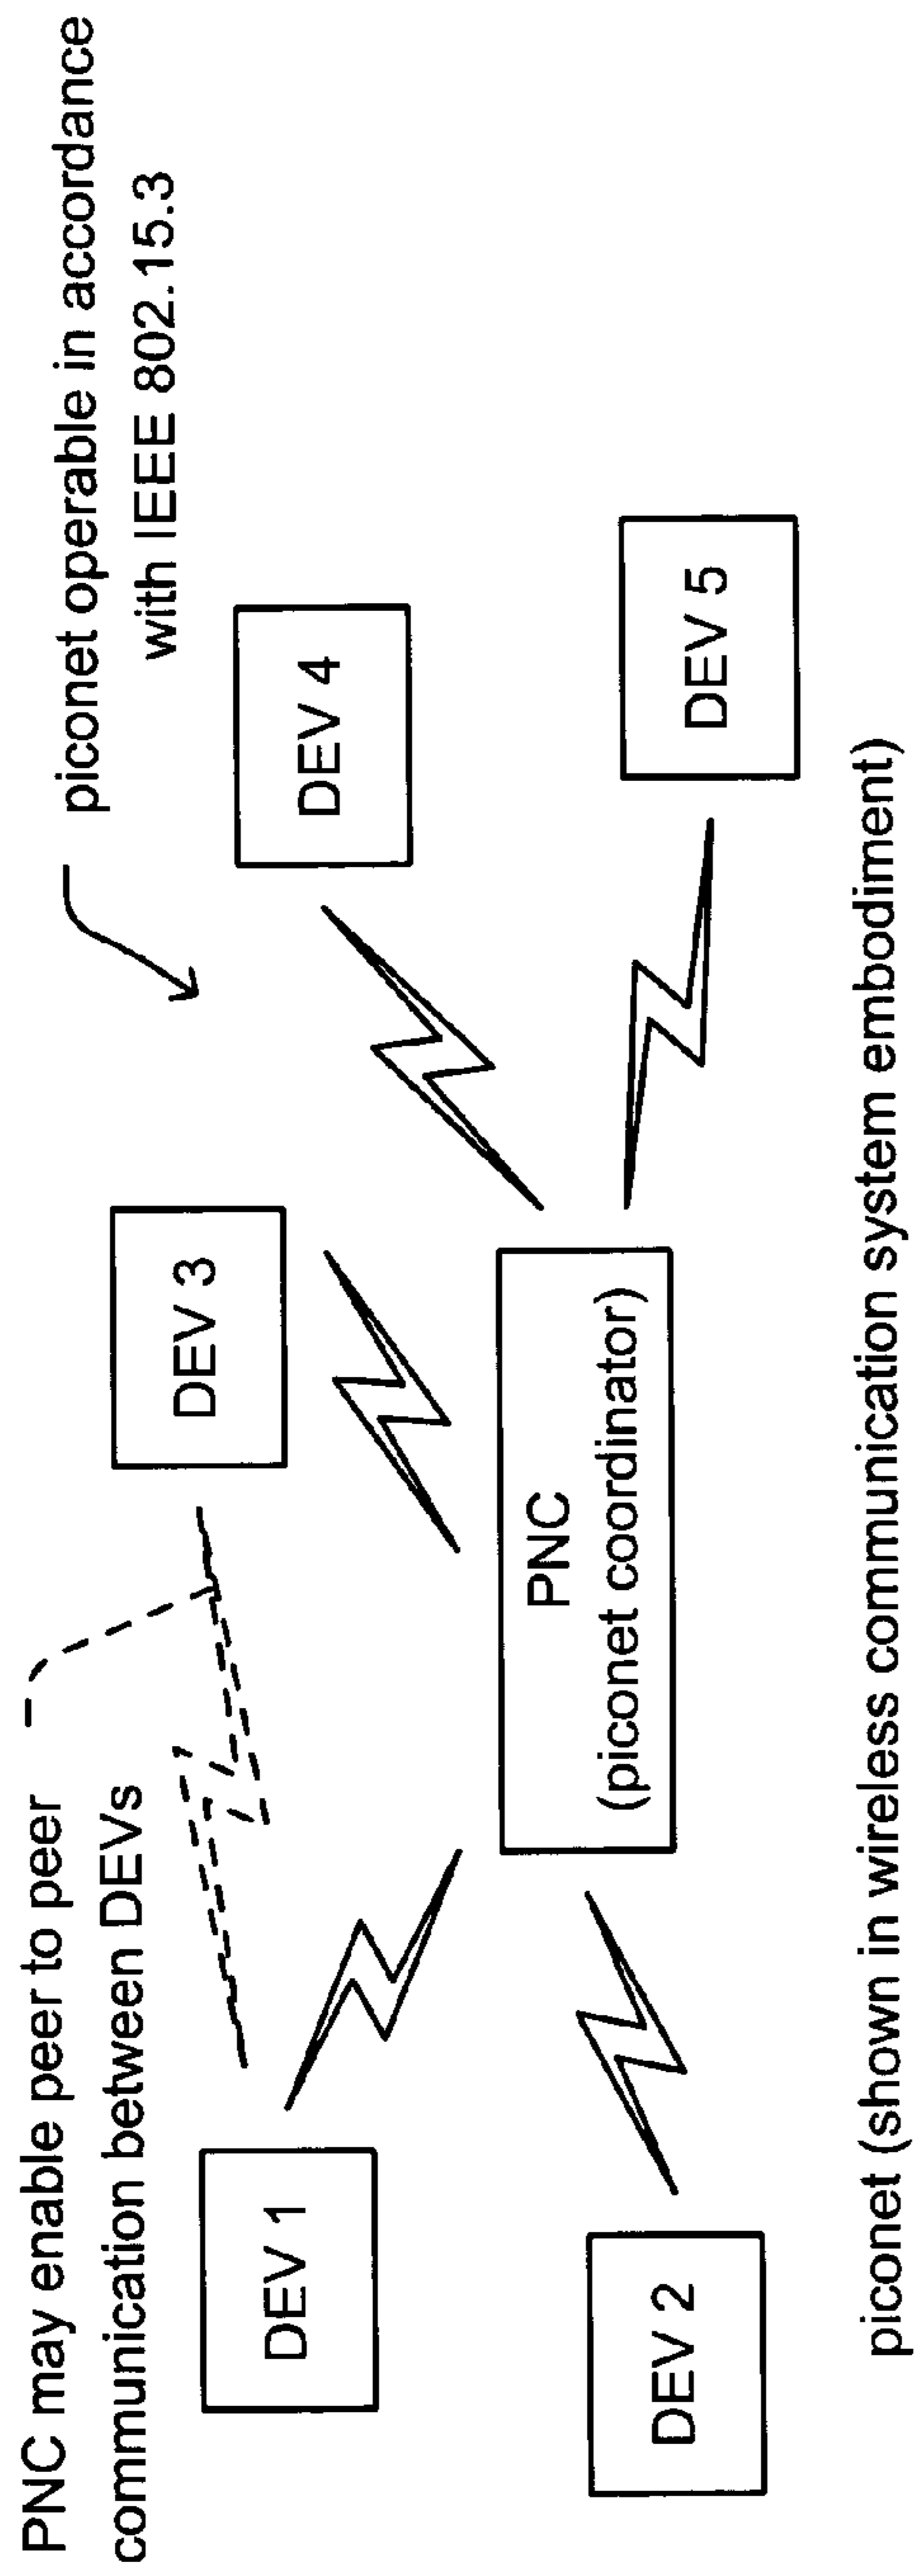 PNC may enable peer to peer
communication between DEVs
piconet operable in accordance
with IEEE 802.15.3
DEV 1
DEV 3
DEV 4
DEV 2
PNC
(piconet coordinator)
DEV 5
piconet (shown in wireless communication system embodiment)